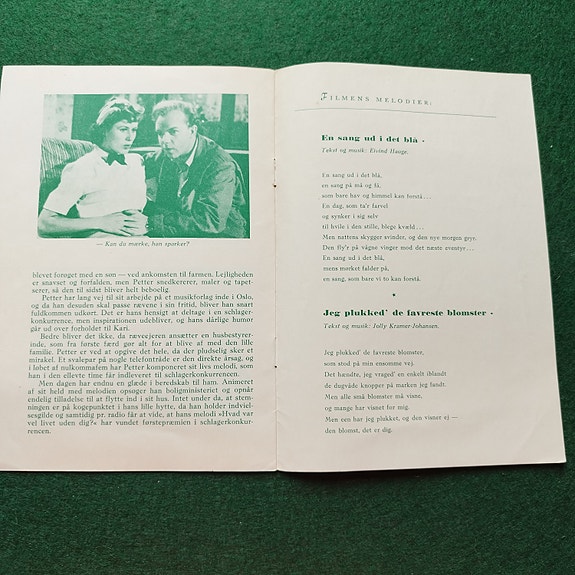 — Kan du mærke, han sparker?
blevet forøget med en søn — ved ankomsten til farmen. Lejligheden
er snavset og forfalden, men Petter snedkererer, maler og tapet-
serer, så den til sidst bliver helt beboelig.
Petter har lang vej til sit arbejde på et musikforlag inde i Oslo,
og da han desuden skal passe rævene i sin fritid, bliver han snart
fuldkommen udkørt. Det er hans hensigt at deltage i en schlager-
konkurrence, men inspirationen udebliver, og hans dårlige humør
går ud over forholdet til Kari.
Bedre bliver det ikke, da ræveejeren ansætter en husbestyrer-
inde, som fra første færd gør alt for at blive af med den lille
familie. Petter er ved at opgive det hele, da der pludselig sker et
mirakel. Et svalepar på nogle telefontråde er den direkte årsag, og i
løbet af nulkommafem har Petter komponeret sit livs melodi, som
han i den ellevte time får indleveret til schlagerkonkurrencen.
Men dagen har endnu en glæde i beredskab til ham. Animeret
af sit held med melodien opsøger han boligministeriet og opnår
endelig tilladelse til at flytte ind i sit hus. Intet under da, at stem-
ningen er på kogepunktet i hans lille hytte, da han holder indviel-
sesgilde og samtidig pr. radio får at vide, at hans melodi »Hvad var
vel livet uden dig?« har vundet førstepræmien i schlagerkonkur-
rencen.
FILMENS MELODIER:
En sang ud i det blå -
Tekst og musik: Eivind Hauge.
En sang ud i det blå,
en sang på må og få,
som bare hav og himmel kan forstå...
En dag, som ta'r farvel
og synker i sig selv
til hvile i den stille, blege kvæld...
Men nattens skygger svinder, og den nye morgen gryr,
Den fly'r på vågne vinger mod det næste eventyr...
En sang ud i det blå,
mens mørket falder på,
en sang, som bare vi to kan forstå.
*
Jeg plukked' de favreste blomster -
Tekst og musik: Jolly Kramer-Johansen.
Jeg plukked' de favreste blomster,
som stod på min ensomme vej.
Det hændte, jeg vraged' en enkelt iblandt
de dugvåde knopper på marken jeg fandt.
Men alle små blomster må visne,
og mange har visnet for mig.
Men een bar jeg plukket, og den visner ej —
den blomst, det er dig!